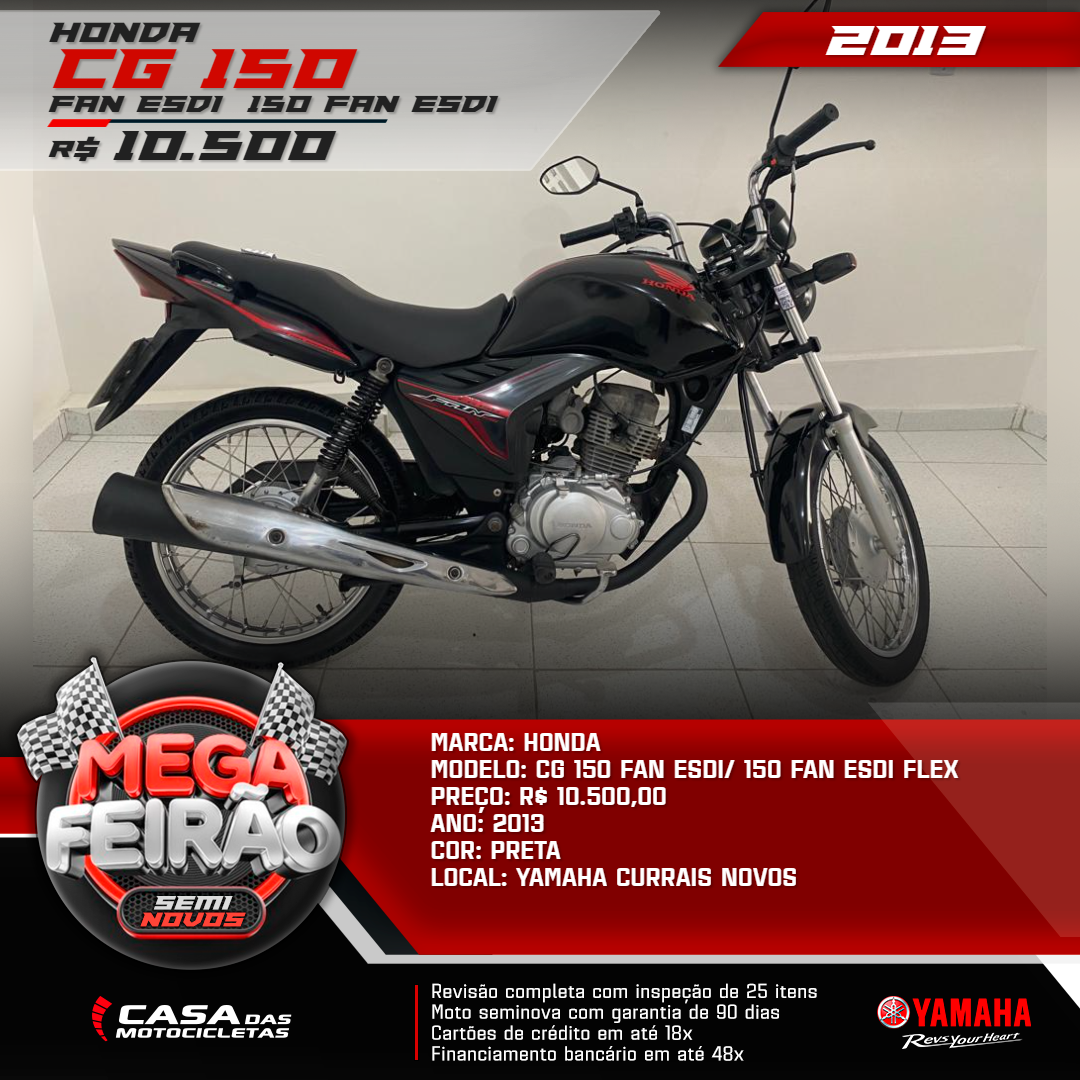 HONDA
CG 150
FAN ESDI 150 FAN ESDI
R$ 10.500
2013
HONDA
FAN
HONDA
MEGA
FEIRÃO
SEMI
NOVOS
MARCA: HONDA
MODELO: CG 150 FAN ESDI/ 150 FAN ESDI FLEX
PREÇO: R$ 10.500,00
ANO: 2013
COR: PRETA
LOCAL: YAMAHA CURRAIS NOVOS
CASA DAS
MOTOCICLETAS
Revisão completa com inspeção de 25 itens
Moto seminova com garantia de 90 dias
Cartões de crédito em até 18x
Financiamento bancário em até 48x
YAMAHA
Revs Your Heart